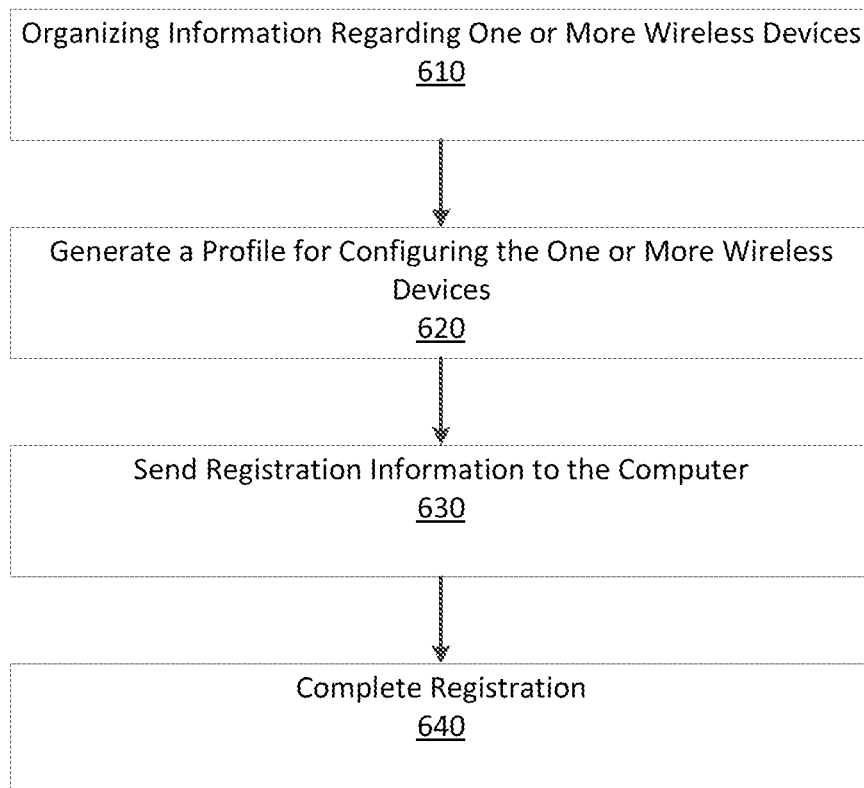 Organizing Information Regarding One or More Wireless Devices
610
Generate a Profile for Configuring the One or More Wireless
Devices
620
Send Registration Information to the Computer
630
Complete Registration
640